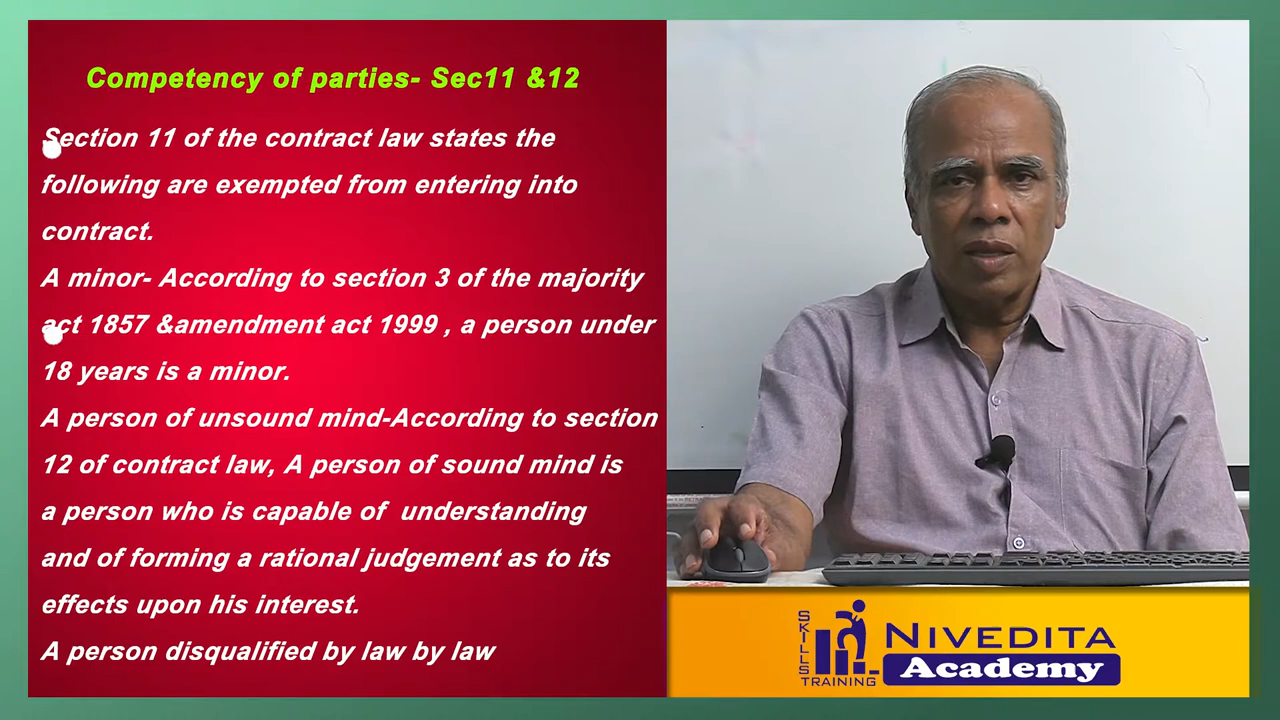 Competency of parties- Sec11 &12
Section 11 of the contract law states the
following are exempted from entering into
contract.
A minor- According to section 3 of the majority
act 1857 &amendment act 1999 , a person under
18 years is a minor.
A person of unsound mind-According to section
12 of contract law, A person of sound mind is
a person who is capable of understanding
and of forming a rational judgement as to its
effects upon his interest.
A person disqualified by law by law
SKILLS
TRAINING
NIVEDITA
Academy